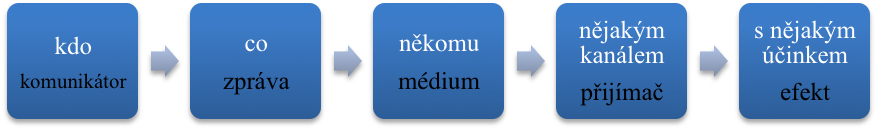 kdo
komunikátor
co
zpráva
někomu
médium
nějakým
kanálem
přijímač
s nějakým
účinkem
efekt